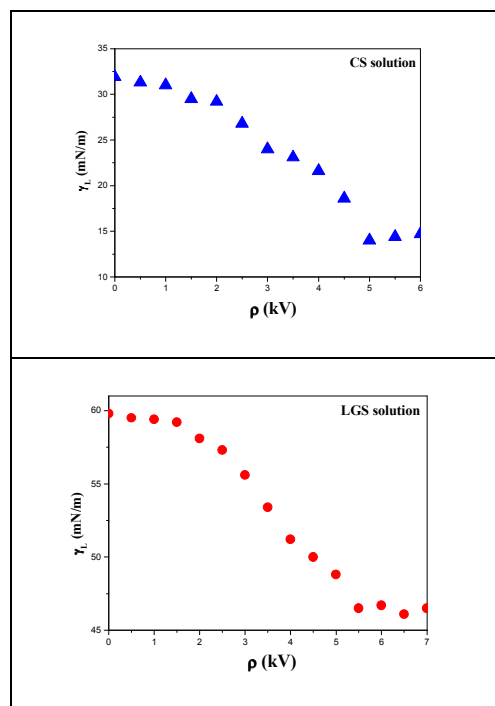 CS solution
35
30
25
20
15
10
γL (mN/m)
0 1 2 3 4 5 6
ρ (kV)
LGS solution
60
55
50
45
γL (mN/m)
0 1 2 3 4 5 6 7
ρ (kV)